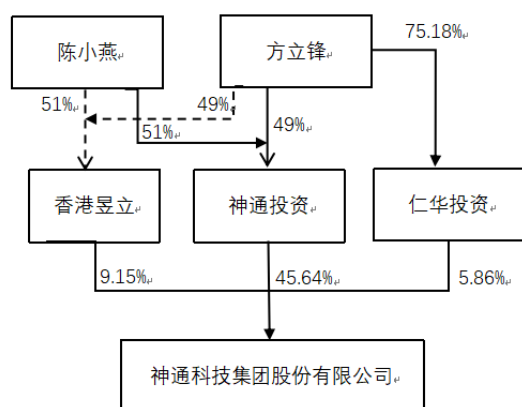 75.18%
陈小燕
方立锋
51%
49%
51%
49%
香港昱立
神通投资
仁华投资
9.15%
45.64%
5.86%
神通科技集团股份有限公司